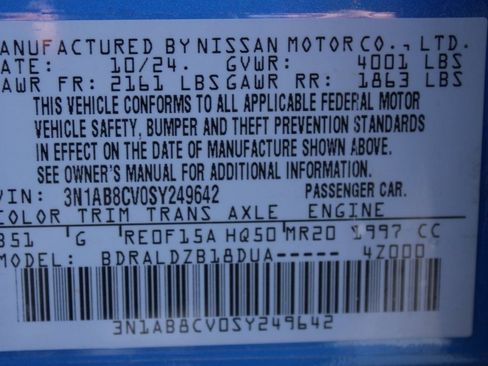 MANUFACTURED BY NISSAN MOTOR CO., LTD.
DATE: 10/24. GVWR: 4001 LBS
GAWR FR: 2161 LBS GAWR RR: 1863 LBS
THIS VEHICLE CONFORMS TO ALL APPLICABLE FEDERAL MOTOR
VEHICLE SAFETY, BUMPER AND THEFT PREVENTION STANDARDS
IN EFFECT ON THE DATE OF MANUFACTURE SHOWN ABOVE.
SEE OWNER'S MANUAL FOR ADDITIONAL INFORMATION.
VIN: 3N1AB8CV0SY249642 PASSENGER CAR.
COLOR TRIM TRANS AXLE ENGINE
B51 G RE0F15A HQ50 MR20 1997 CC
MODEL: BDRALDZB18DUA----- 4Z000
3N1AB8CV0SY249642